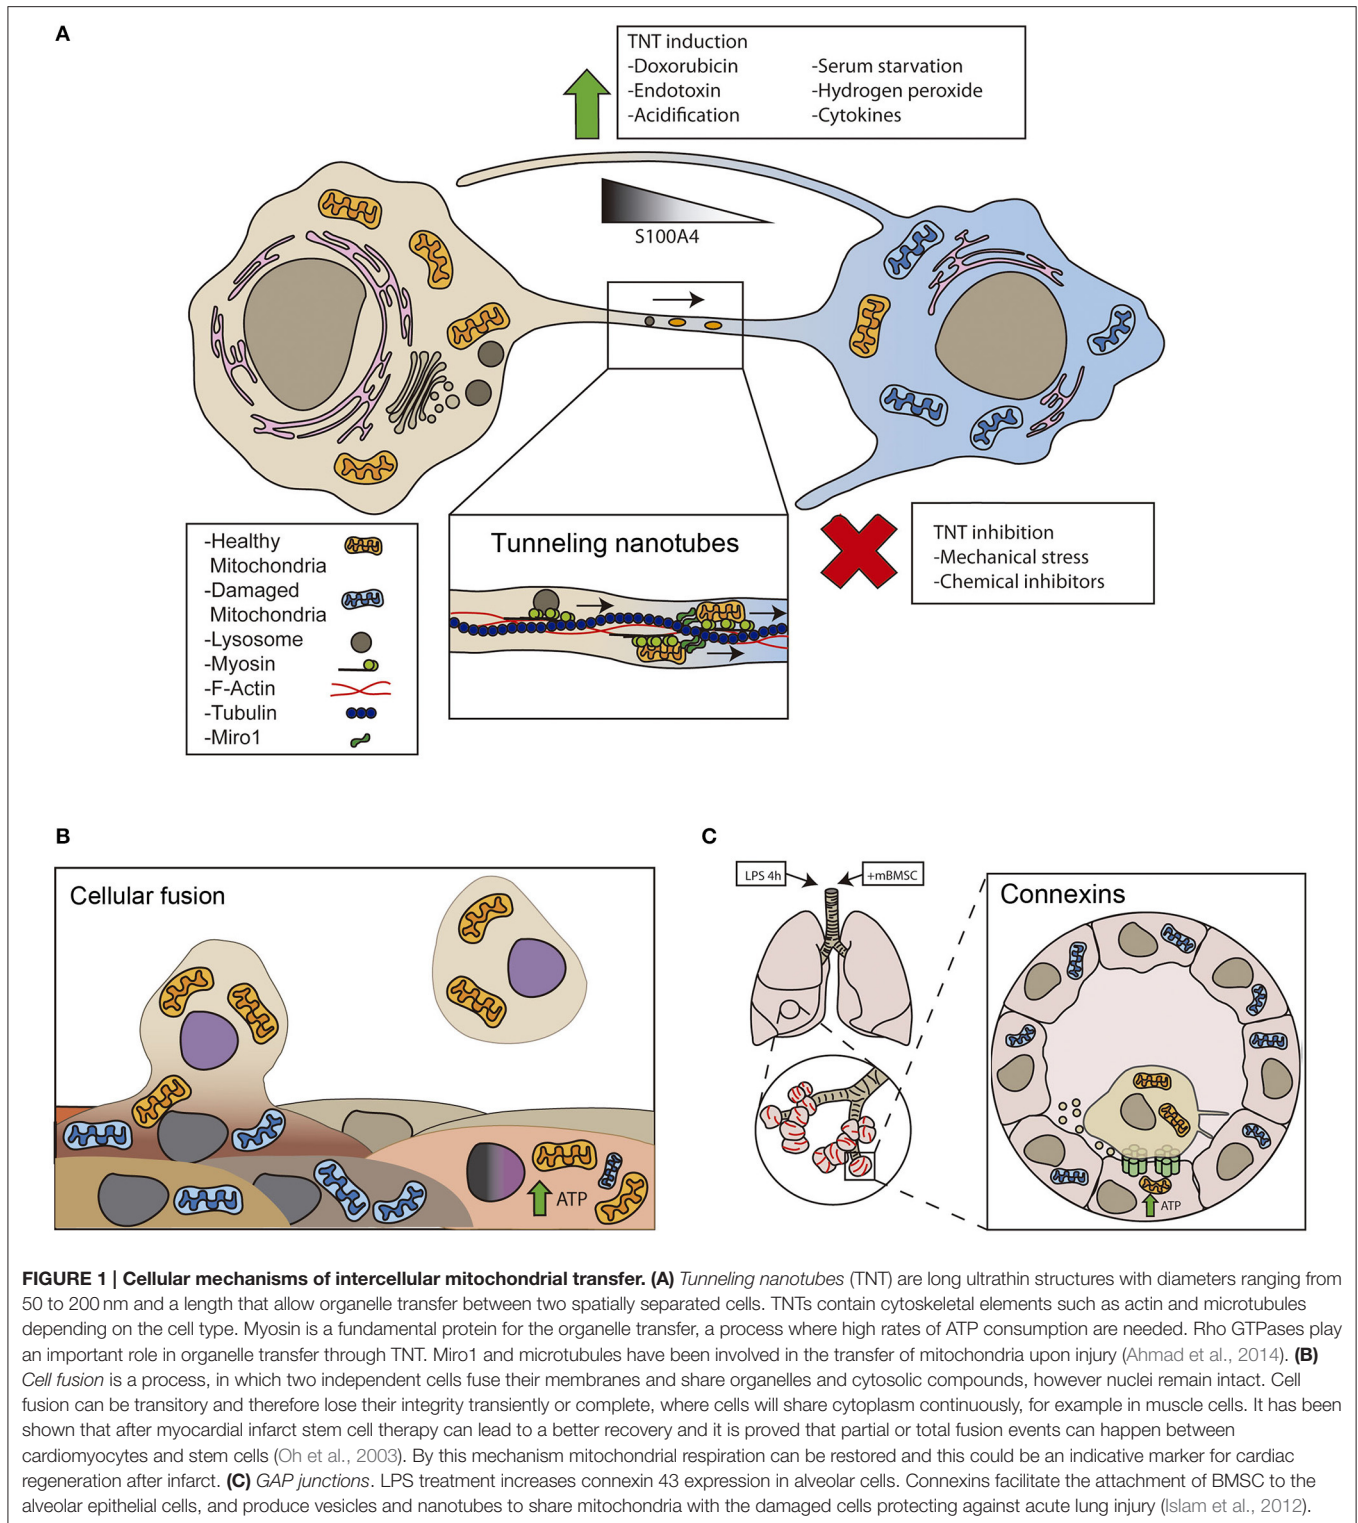 A
TNT induction
-Doxorubicin -Serum starvation
-Endotoxin -Hydrogen peroxide
-Acidification -Cytokines
S100A4
-Healthy
Mitochondria
-Damaged
Mitochondria
-Lysosome
-Myosin
-F-Actin
-Tubulin
-Miro1
Tunneling nanotubes
TNT inhibition
-Mechanical stress
-Chemical inhibitors
B
Cellular fusion
ATP
C
LPS 4h
+mBMSC
Connexins
ATP
FIGURE 1 | Cellular mechanisms of intercellular mitochondrial transfer. (A) Tunneling nanotubes (TNT) are long ultrathin structures with diameters ranging from
50 to 200 nm and a length that allow organelle transfer between two spatially separated cells. TNTs contain cytoskeletal elements such as actin and microtubules
depending on the cell type. Myosin is a fundamental protein for the organelle transfer, a process where high rates of ATP consumption are needed. Rho GTPases play
an important role in organelle transfer through TNT. Miro1 and microtubules have been involved in the transfer of mitochondria upon injury (Ahmad et al., 2014). (B)
Cell fusion is a process, in which two independent cells fuse their membranes and share organelles and cytosolic compounds, however nuclei remain intact. Cell
fusion can be transitory and therefore lose their integrity transiently or complete, where cells will share cytoplasm continuously, for example in muscle cells. It has been
shown that after myocardial infarct stem cell therapy can lead to a better recovery and it is proved that partial or total fusion events can happen between
cardiomyocytes and stem cells (Oh et al., 2003). By this mechanism mitochondrial respiration can be restored and this could be an indicative marker for cardiac
regeneration after infarct. (C) GAP junctions. LPS treatment increases connexin 43 expression in alveolar cells. Connexins facilitate the attachment of BMSC to the
alveolar epithelial cells, and produce vesicles and nanotubes to share mitochondria with the damaged cells protecting against acute lung injury (Islam et al., 2012).